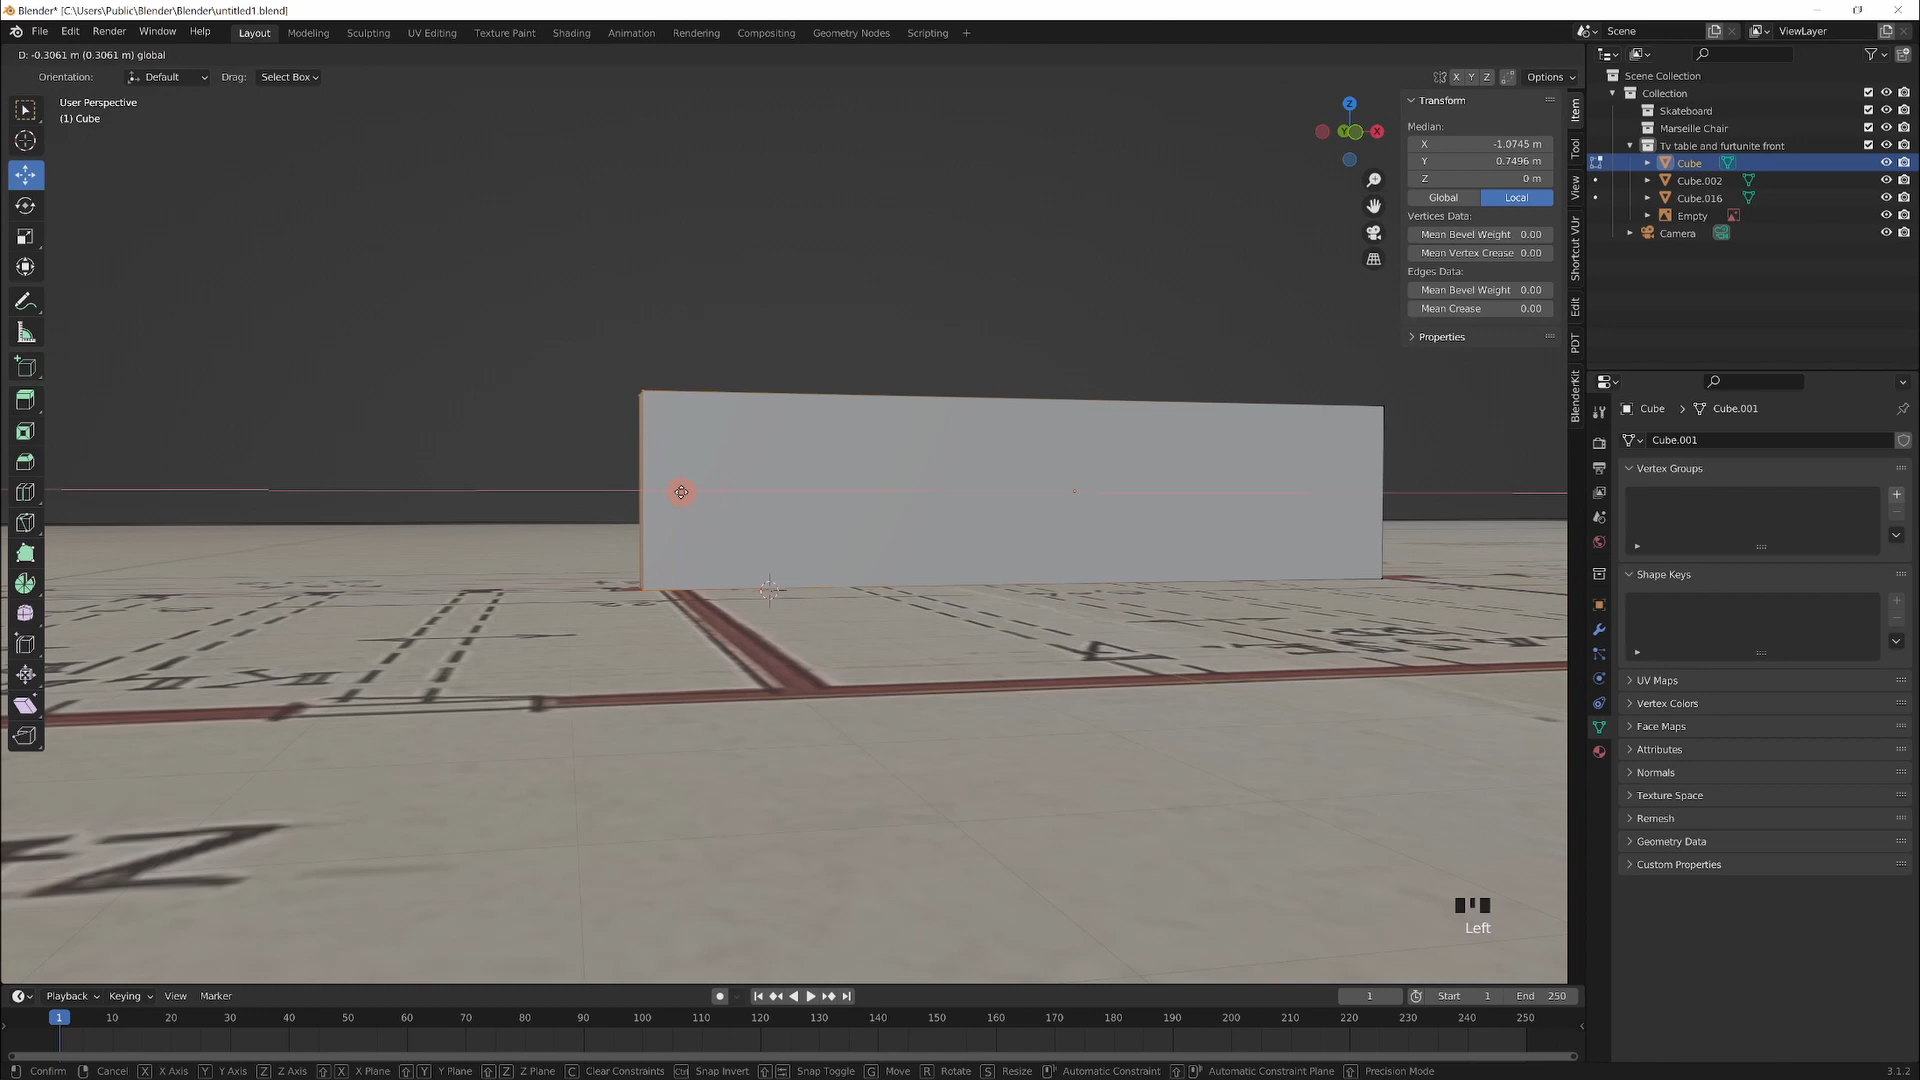 Blender* [C:\Users\Public\Blender\Blender\untitled1.blend]
File Edit Render Window Help Layout Modeling Sculpting UV Editing Texture Paint Shading Animation Rendering Compositing Geometry Nodes Scripting + Scene ViewLayer
D: -0.3061 m (0.3061 m) global
Orientation: Default Drag: Select Box X Y Z Options
User Perspective
(1) Cube
Z
Y X
Transform
Median:
X -1.0745 m
Y 0.7496 m
Z 0 m
Global Local
Vertices Data:
Mean Bevel Weight 0.00
Mean Vertex Crease 0.00
Edges Data:
Mean Bevel Weight 0.00
Mean Crease 0.00
Properties
Item
Tool
View
Shortcut VUr
Edit
PDT
BlenderKit
Scene Collection
Collection
Skateboard
Marseille Chair
Tv table and furtunite front
Cube
Cube.002
Cube.016
Empty
Camera
Cube > Cube.001
Cube.001
Vertex Groups
Shape Keys
UV Maps
Vertex Colors
Face Maps
Attributes
Normals
Texture Space
Remesh
Geometry Data
Custom Properties
Left
Playback Keying View Marker 1 Start 1 End 250
1 10 20 30 40 50 60 70 80 90 100 110 120 130 140 150 160 170 180 190 200 210 220 230 240 250
Confirm Cancel X X Axis Y Y Axis Z Z Axis X X Plane Y Y Plane Z Z Plane C Clear Constraints Ctrl Snap Invert Snap Toggle G Move R Rotate S Resize Automatic Constraint Automatic Constraint Plane Precision Mode 3.1.2